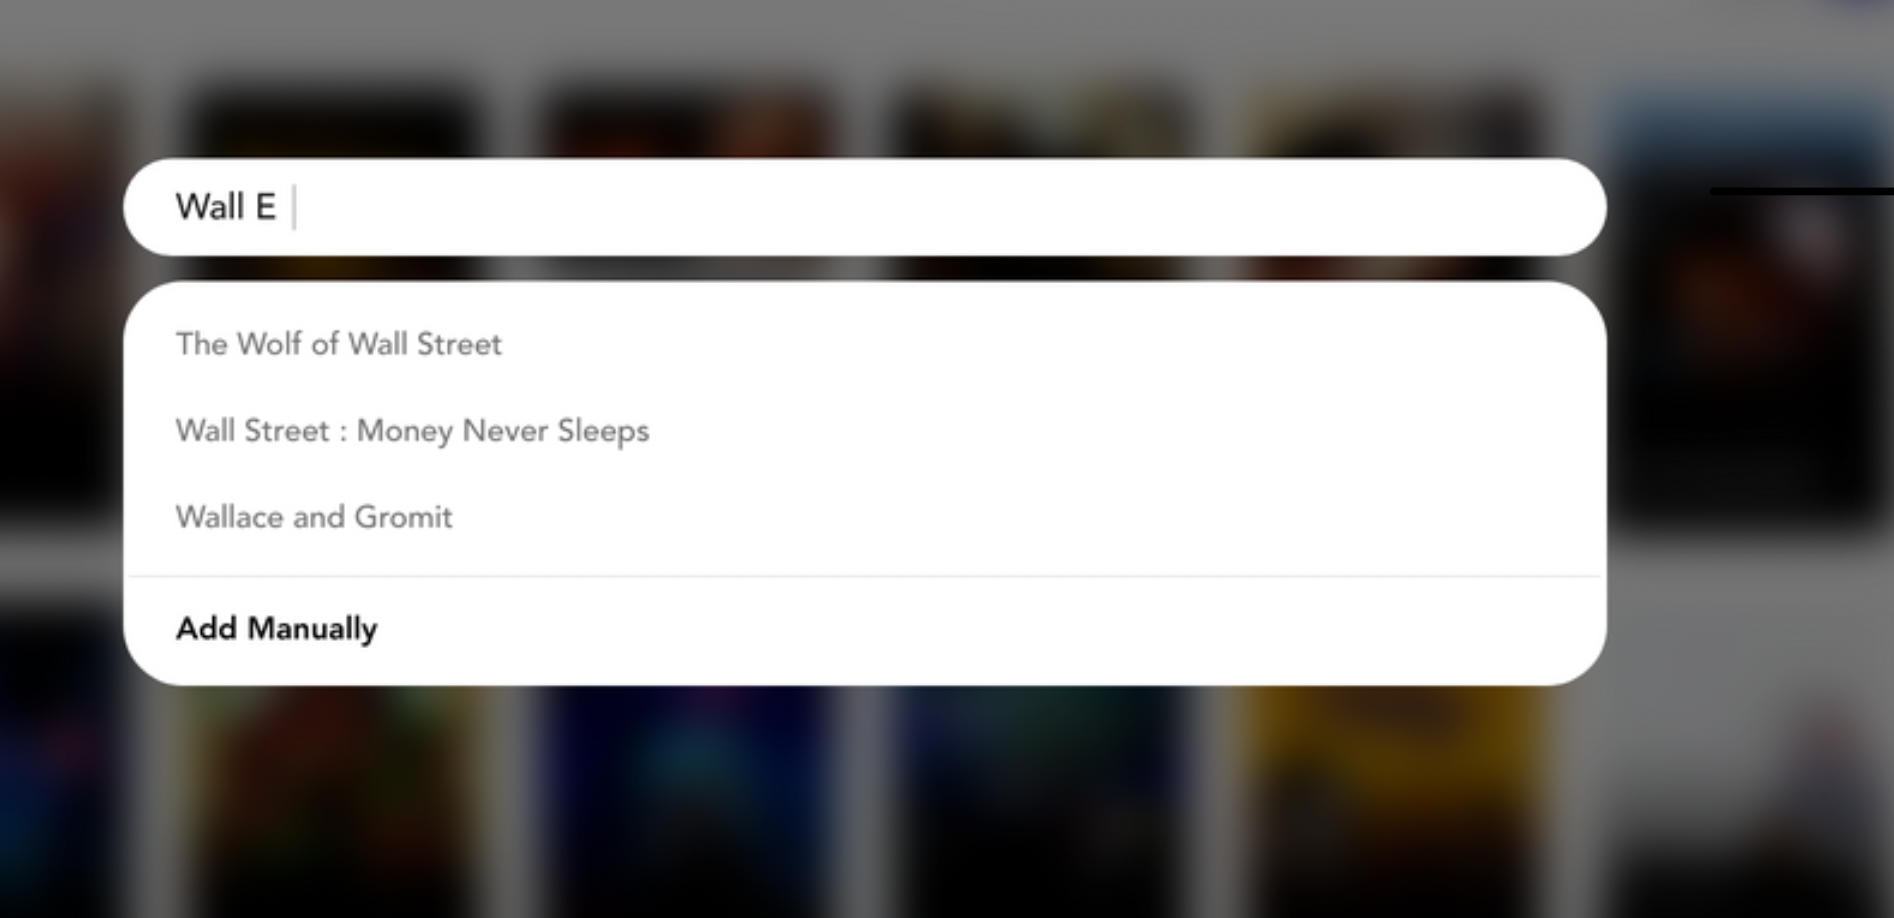 Wall E
The Wolf of Wall Street
Wall Street : Money Never Sleeps
Wallace and Gromit
Add Manually